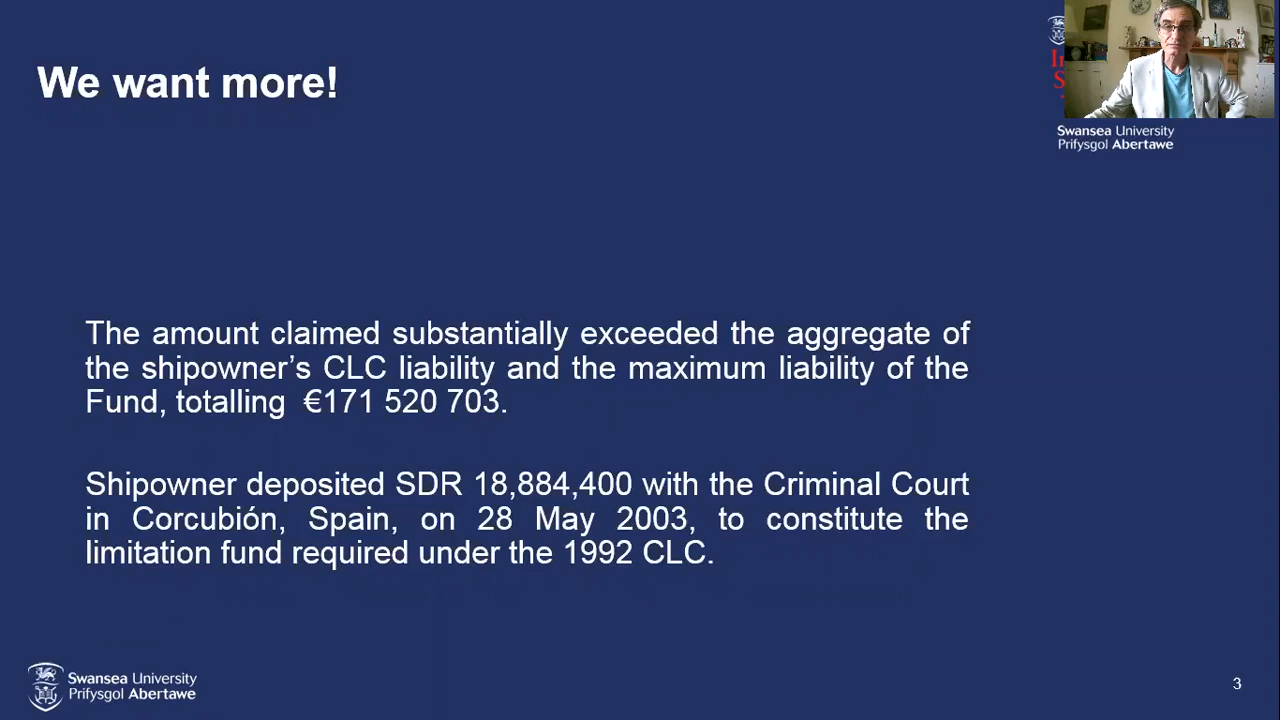 We want more!
In
S
Swansea University
Prifysgol Abertawe
The amount claimed substantially exceeded the aggregate of
the shipowner’s CLC liability and the maximum liability of the
Fund, totalling €171 520 703.
Shipowner deposited SDR 18,884,400 with the Criminal Court
in Corcubión, Spain, on 28 May 2003, to constitute the
limitation fund required under the 1992 CLC.
Swansea University
Prifysgol Abertawe
3